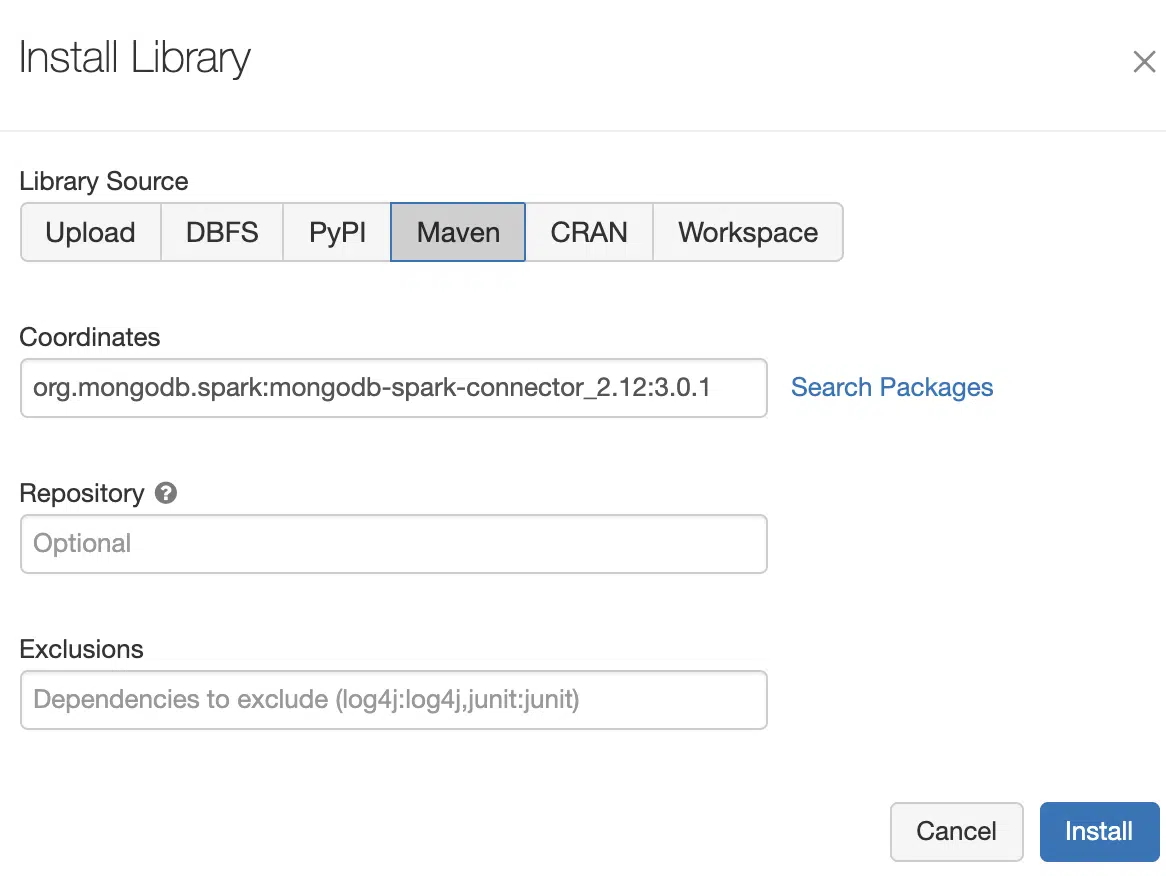 Install Library
Library Source
Upload DBFS PyPI Maven CRAN Workspace
Coordinates
org.mongodb.spark:mongodb-spark-connector_2.12:3.0.1 Search Packages
Repository ?
Optional
Exclusions
Dependencies to exclude (log4j:log4j,junit:junit)
Cancel Install